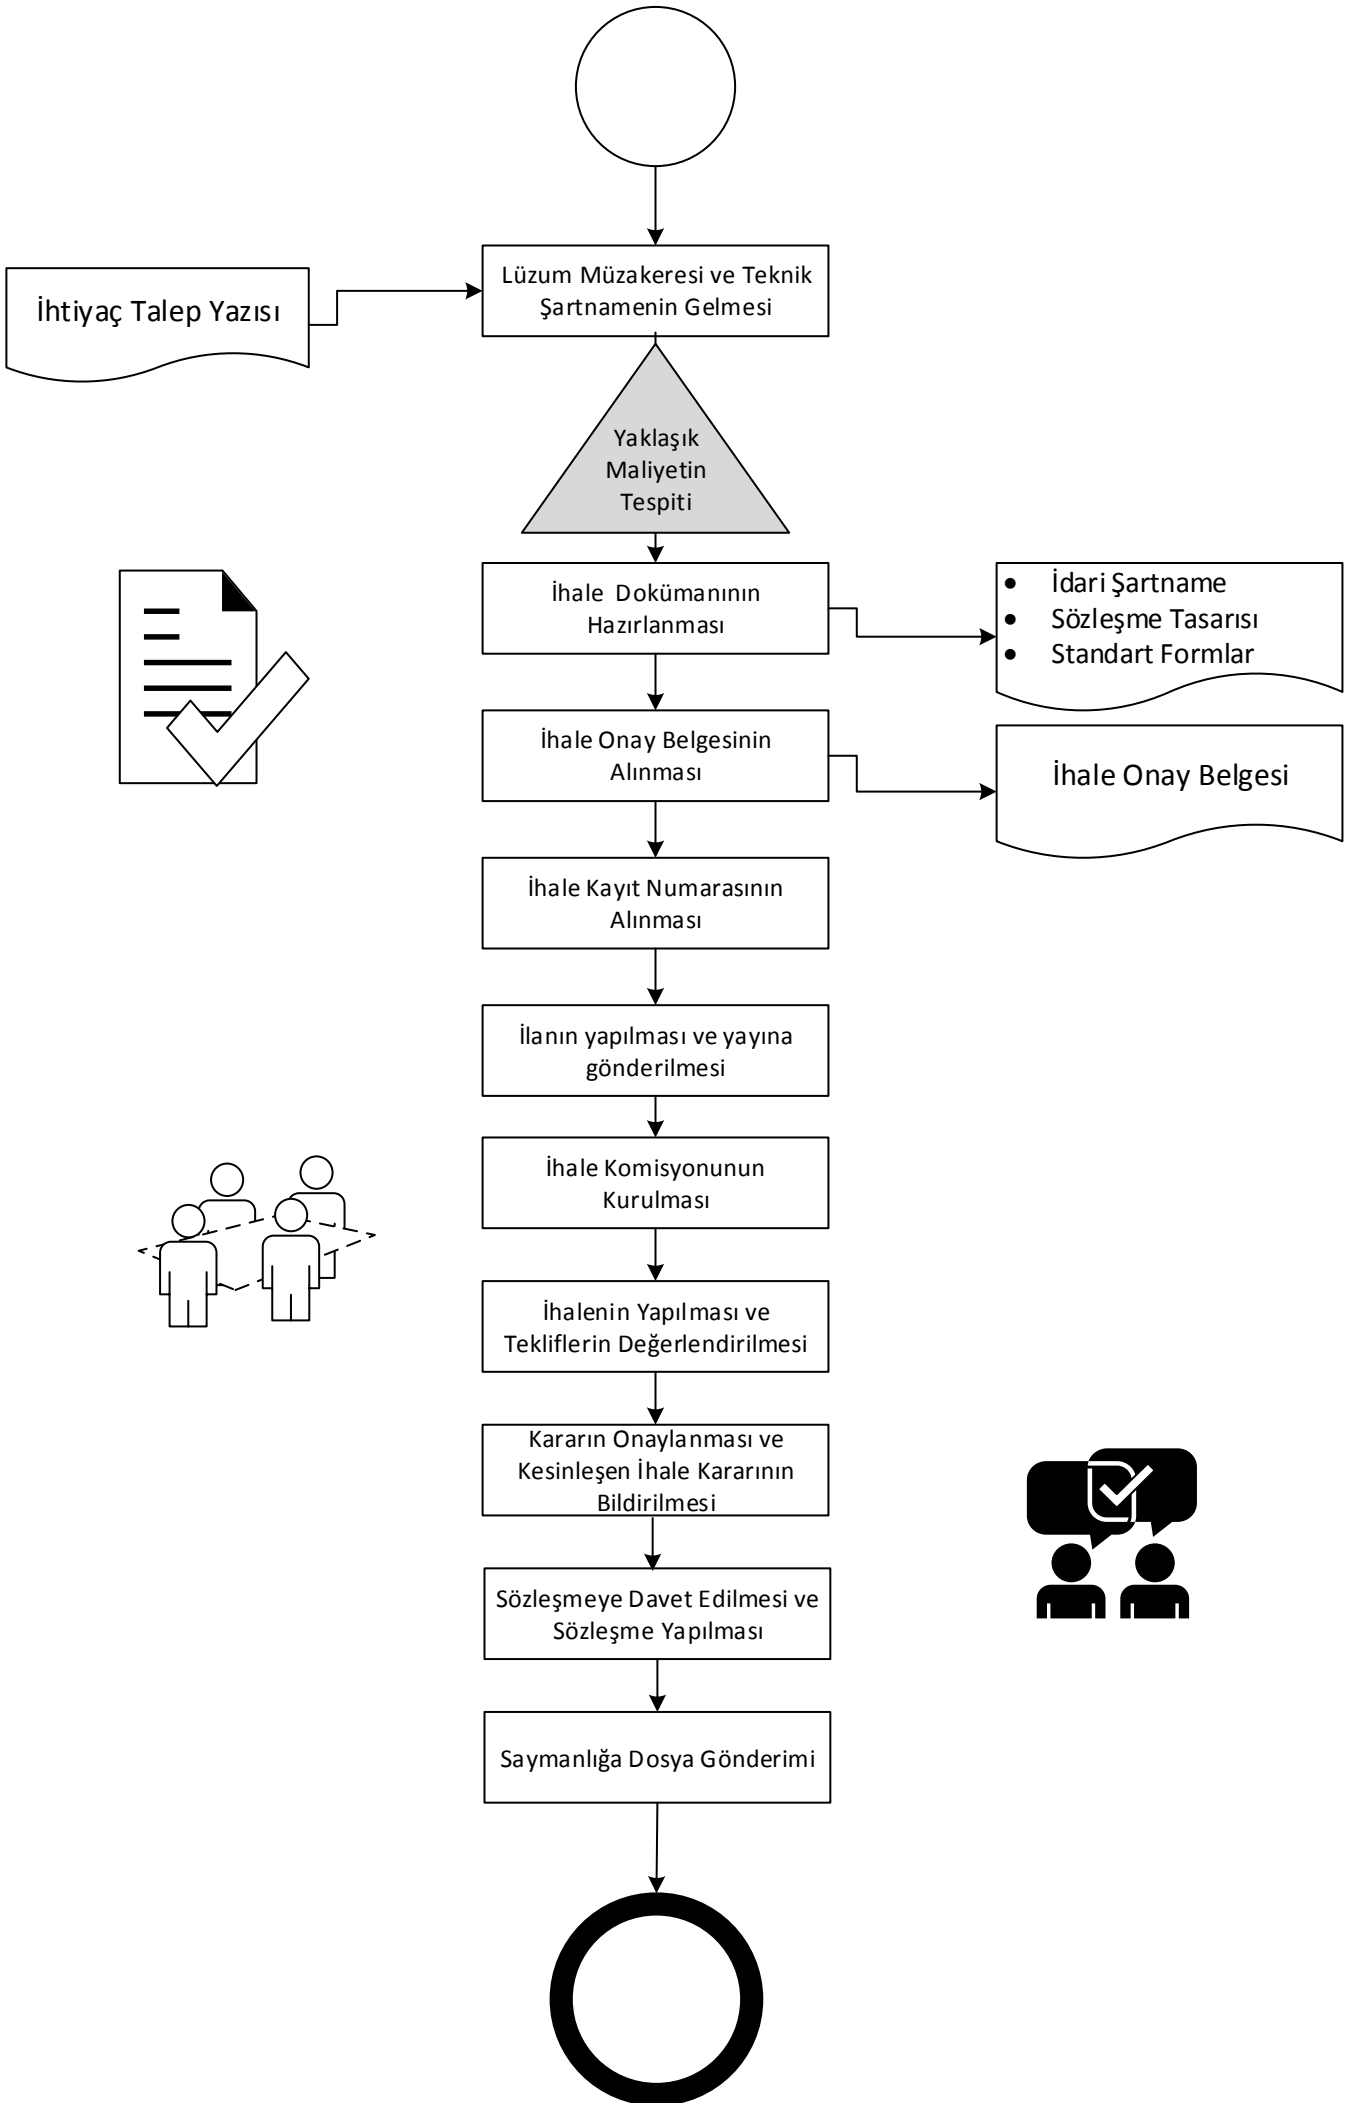 Lüzum Müzakeresi ve Teknik
Şartnamenin Gelmesi
İhtiyaç Talep Yazısı
Yaklaşık
Maliyetin
Tespiti
İhale Dokümanının
Hazırlanması
• İdari Şartname
• Sözleşme Tasarısı
• Standart Formlar
İhale Onay Belgesinin
Alınması
İhale Onay Belgesi
İhale Kayıt Numarasının
Alınması
İlanın yapılması ve yayına
gönderilmesi
İhale Komisyonunun
Kurulması
İhalenin Yapılması ve
Tekliflerin Değerlendirilmesi
Kararın Onaylanması ve
Kesinleşen İhale Kararının
Bildirilmesi
Sözleşmeye Davet Edilmesi ve
Sözleşme Yapılması
Saymanlığa Dosya Gönderimi